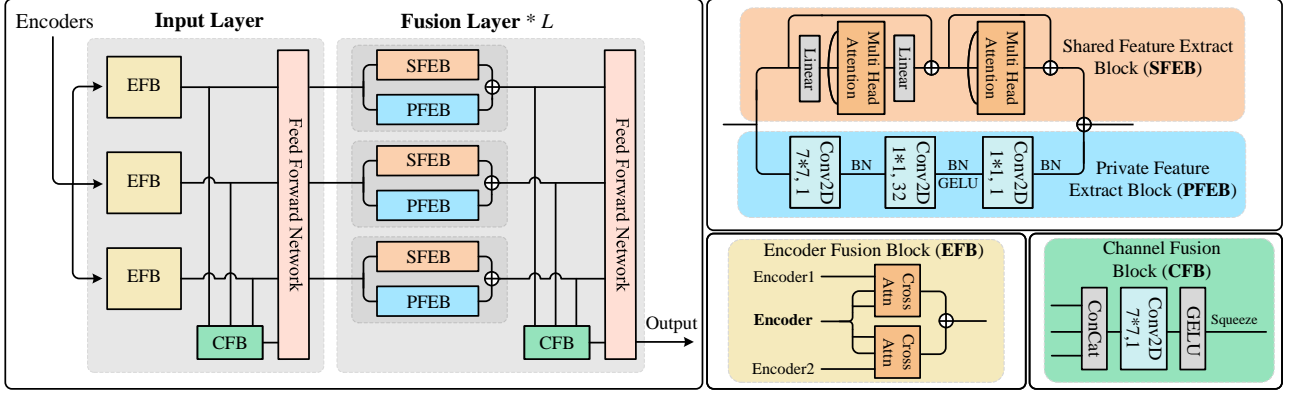 Encoders
Input Layer
Fusion Layer * L
EFB
EFB
EFB
CFB
Feed Forward Network
SFEB
PFEB
SFEB
PFEB
SFEB
PFEB
CFB
Feed Forward Network
Output
Linear
Multi Head
Attention
Linear
Multi Head
Attention
Shared Feature Extract
Block (SFEB)
Conv2D
7*7, 1
BN
Conv2D
1*1, 32
BN
GELU
Conv2D
1*1, 1
BN
Private Feature
Extract Block (PFEB)
Encoder Fusion Block (EFB)
Encoder1
Encoder
Encoder2
Cross
Attn
Cross
Attn
Channel Fusion
Block (CFB)
ConCat
Conv2D
7*7,1
GELU
Squeeze